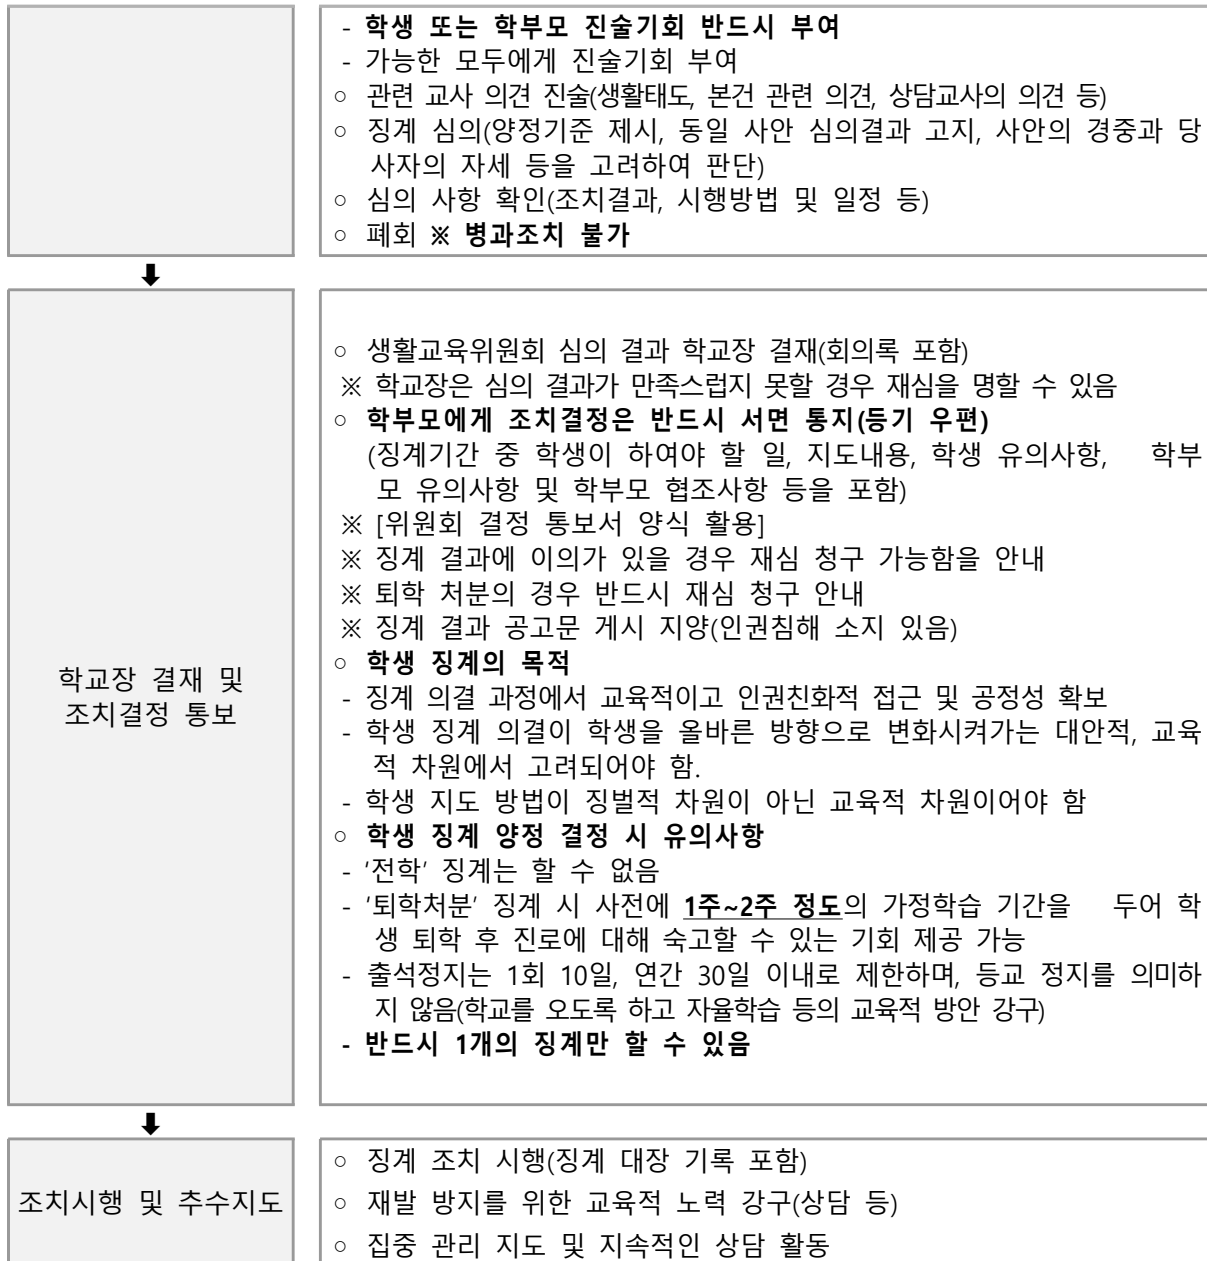 - 학생 또는 학부모 진술기회 반드시 부여
- 가능한 모두에게 진술기회 부여
○ 관련 교사 의견 진술(생활태도, 본건 관련 의견, 상담교사의 의견 등)
○ 징계 심의(양정기준 제시, 동일 사안 심의결과 고지, 사안의 경중과 당
사자의 자세 등을 고려하여 판단)
○ 심의 사항 확인(조치결과, 시행방법 및 일정 등)
○ 폐회 ※ 병과조치 불가
⬇
학교장 결재 및
조치결정 통보
○ 생활교육위원회 심의 결과 학교장 결재(회의록 포함)
※ 학교장은 심의 결과가 만족스럽지 못할 경우 재심을 명할 수 있음
○ 학부모에게 조치결정은 반드시 서면 통지(등기 우편)
(징계기간 중 학생이 하여야 할 일, 지도내용, 학생 유의사항, 학부
모 유의사항 및 학부모 협조사항 등을 포함)
※ [위원회 결정 통보서 양식 활용]
※ 징계 결과에 이의가 있을 경우 재심 청구 가능함을 안내
※ 퇴학 처분의 경우 반드시 재심 청구 안내
※ 징계 결과 공고문 게시 지양(인권침해 소지 있음)
○ 학생 징계의 목적
- 징계 의결 과정에서 교육적이고 인권친화적 접근 및 공정성 확보
- 학생 징계 의결이 학생을 올바른 방향으로 변화시켜가는 대안적, 교육
적 차원에서 고려되어야 함.
- 학생 지도 방법이 징벌적 차원이 아닌 교육적 차원이어야 함
○ 학생 징계 양정 결정 시 유의사항
- '전학' 징계는 할 수 없음
- '퇴학처분' 징계 시 사전에 1주~2주 정도의 가정학습 기간을 두어 학
생 퇴학 후 진로에 대해 숙고할 수 있는 기회 제공 가능
- 출석정지는 1회 10일, 연간 30일 이내로 제한하며, 등교 정지를 의미하
지 않음(학교를 오도록 하고 자율학습 등의 교육적 방안 강구)
- 반드시 1개의 징계만 할 수 있음
⬇
조치시행 및 추수지도
○ 징계 조치 시행(징계 대장 기록 포함)
○ 재발 방지를 위한 교육적 노력 강구(상담 등)
○ 집중 관리 지도 및 지속적인 상담 활동